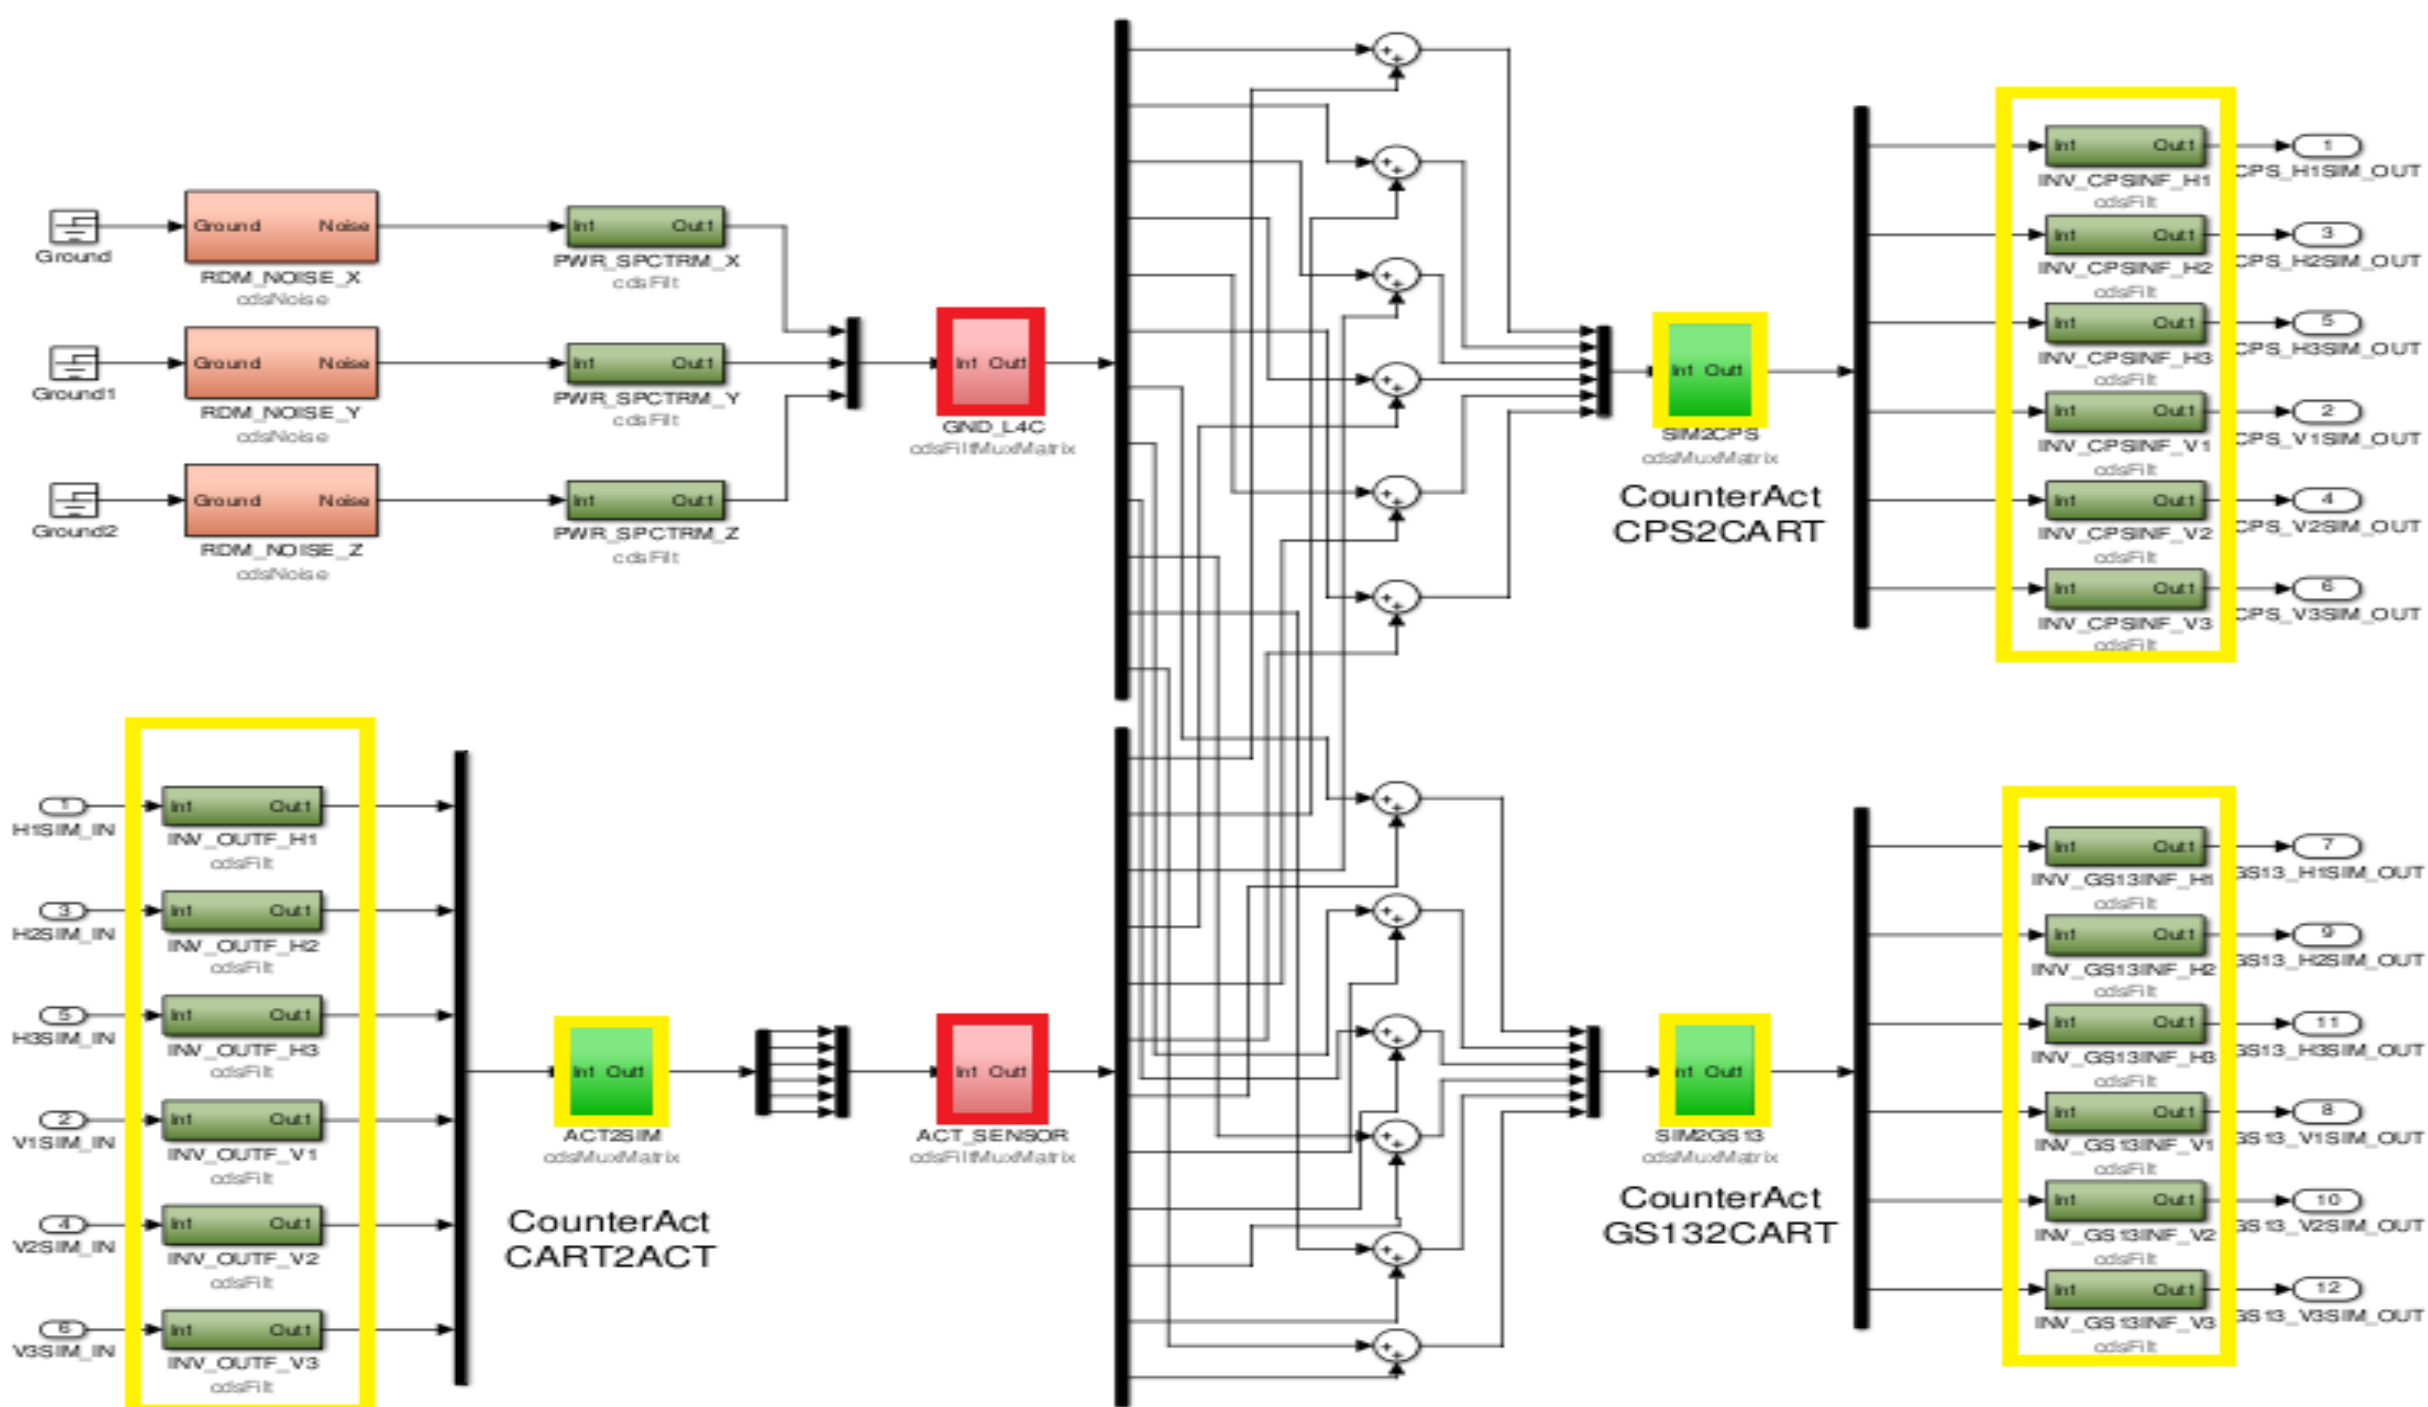 Ground
Ground Noise
RDM_NOISE_X
cdsNoise
In1 Out1
PWR_SPCTRM_X
cdsFilt
Ground1
Ground Noise
RDM_NOISE_Y
cdsNoise
In1 Out1
PWR_SPCTRM_Y
cdsFilt
Ground2
Ground Noise
RDM_NOISE_Z
cdsNoise
In1 Out1
PWR_SPCTRM_Z
cdsFilt
In1 Out1
GND_L4C
cdsFiltMuxMatrix
In1 Out1
SIM2CPS
cdsMuxMatrix
CounterAct
CPS2CART
In1 Out1
INV_CPSINF_H1
cdsFilt
1
CPS_H1SIM_OUT
In1 Out1
INV_CPSINF_H2
cdsFilt
3
CPS_H2SIM_OUT
In1 Out1
INV_CPSINF_H3
cdsFilt
5
CPS_H3SIM_OUT
In1 Out1
INV_CPSINF_V1
cdsFilt
2
CPS_V1SIM_OUT
In1 Out1
INV_CPSINF_V2
cdsFilt
4
CPS_V2SIM_OUT
In1 Out1
INV_CPSINF_V3
cdsFilt
6
CPS_V3SIM_OUT
1
H1SIM_IN
In1 Out1
INV_OUTF_H1
cdsFilt
3
H2SIM_IN
In1 Out1
INV_OUTF_H2
cdsFilt
5
H3SIM_IN
In1 Out1
INV_OUTF_H3
cdsFilt
2
V1SIM_IN
In1 Out1
INV_OUTF_V1
cdsFilt
4
V2SIM_IN
In1 Out1
INV_OUTF_V2
cdsFilt
6
V3SIM_IN
In1 Out1
INV_OUTF_V3
cdsFilt
In1 Out1
ACT2SIM
cdsMuxMatrix
CounterAct
CART2ACT
In1 Out1
ACT_SENSOR
cdsFiltMuxMatrix
In1 Out1
SIM2GS13
cdsMuxMatrix
CounterAct
GS132CART
In1 Out1
INV_GS13INF_H1
cdsFilt
7
GS13_H1SIM_OUT
In1 Out1
INV_GS13INF_H2
cdsFilt
9
GS13_H2SIM_OUT
In1 Out1
INV_GS13INF_H3
cdsFilt
11
GS13_H3SIM_OUT
In1 Out1
INV_GS13INF_V1
cdsFilt
8
GS13_V1SIM_OUT
In1 Out1
INV_GS13INF_V2
cdsFilt
10
GS13_V2SIM_OUT
In1 Out1
INV_GS13INF_V3
cdsFilt
12
GS13_V3SIM_OUT